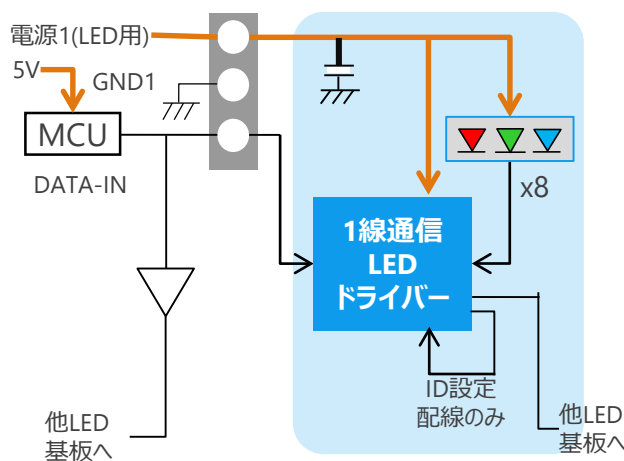 電源1(LED用)
5V
GND1
MCU
DATA-IN
x8
1線通信
LED
ドライバー
ID設定
配線のみ
他LED
基板へ
他LED
基板へ